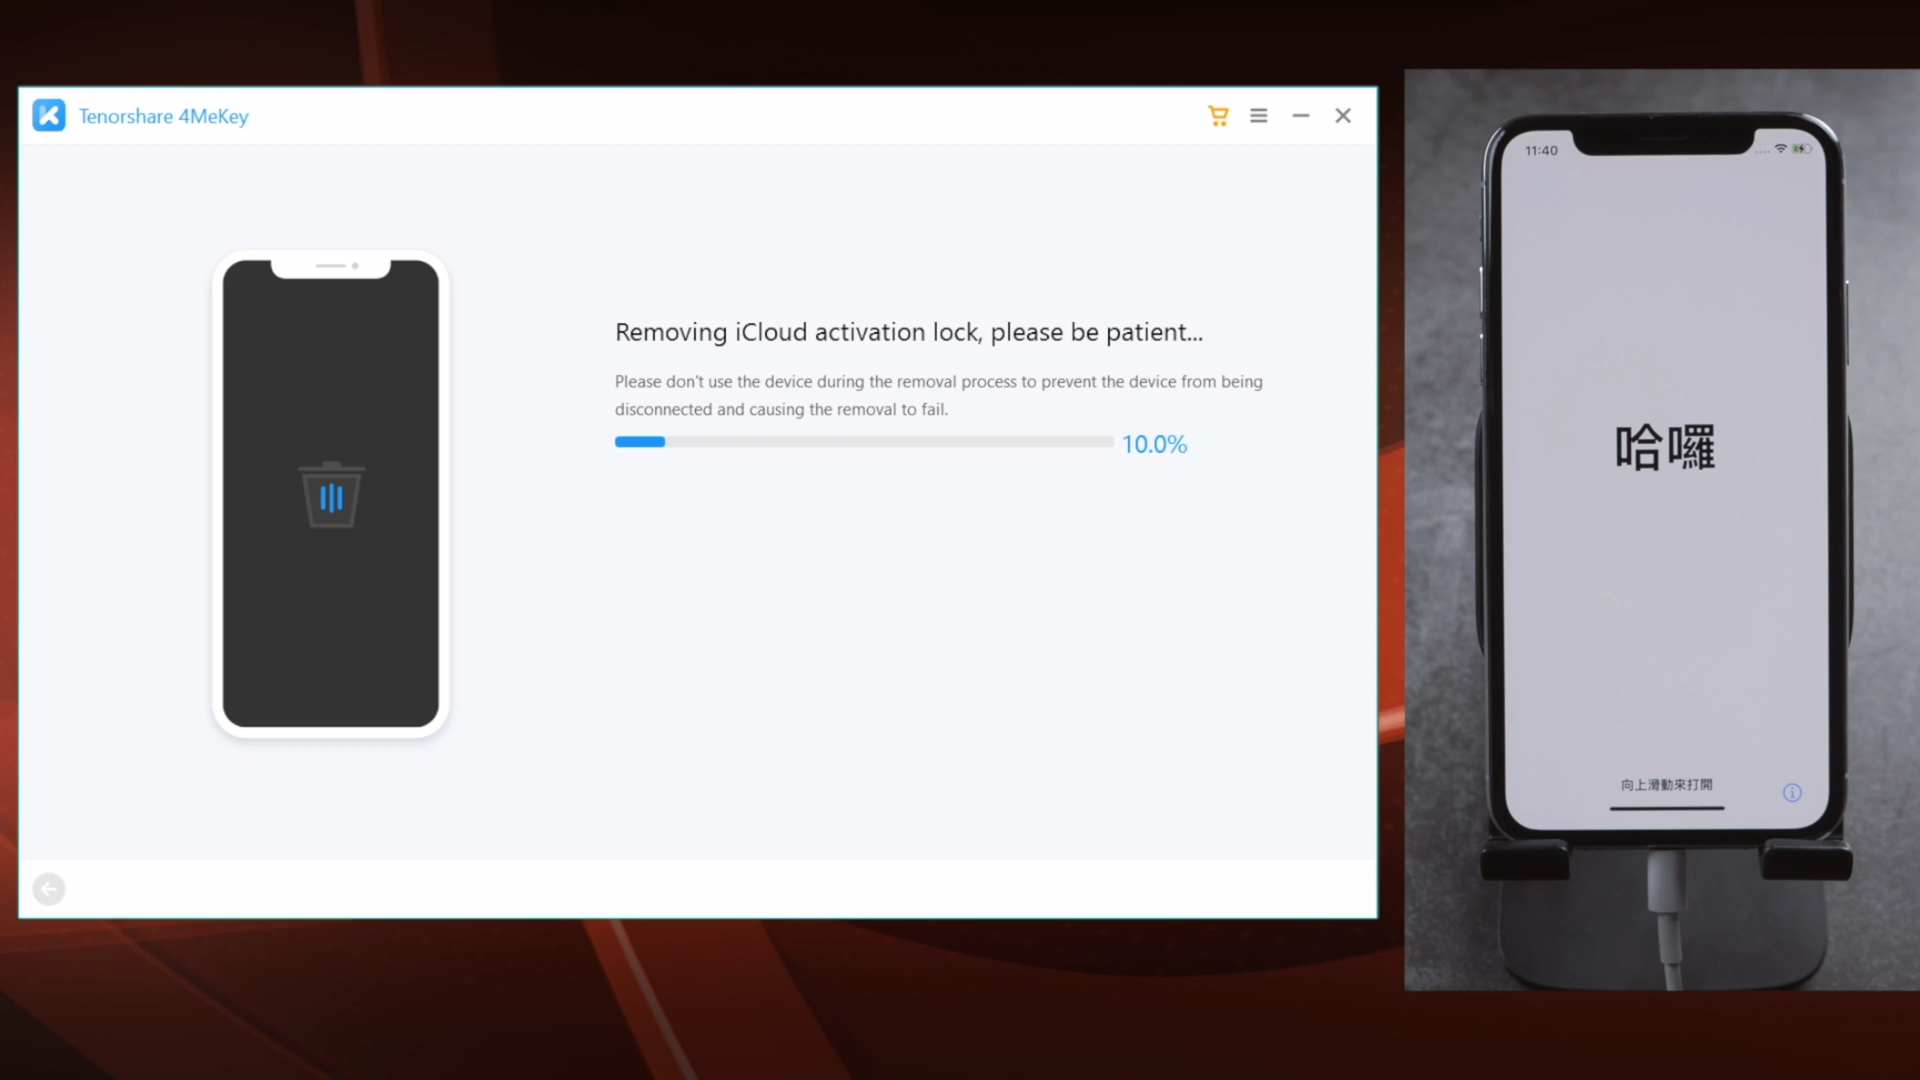 Tenorshare 4MeKey
Removing iCloud activation lock, please be patient...
Please don't use the device during the removal process to prevent the device from being
disconnected and causing the removal to fail.
10.0%
11:40
哈囉
向上滑動來打開